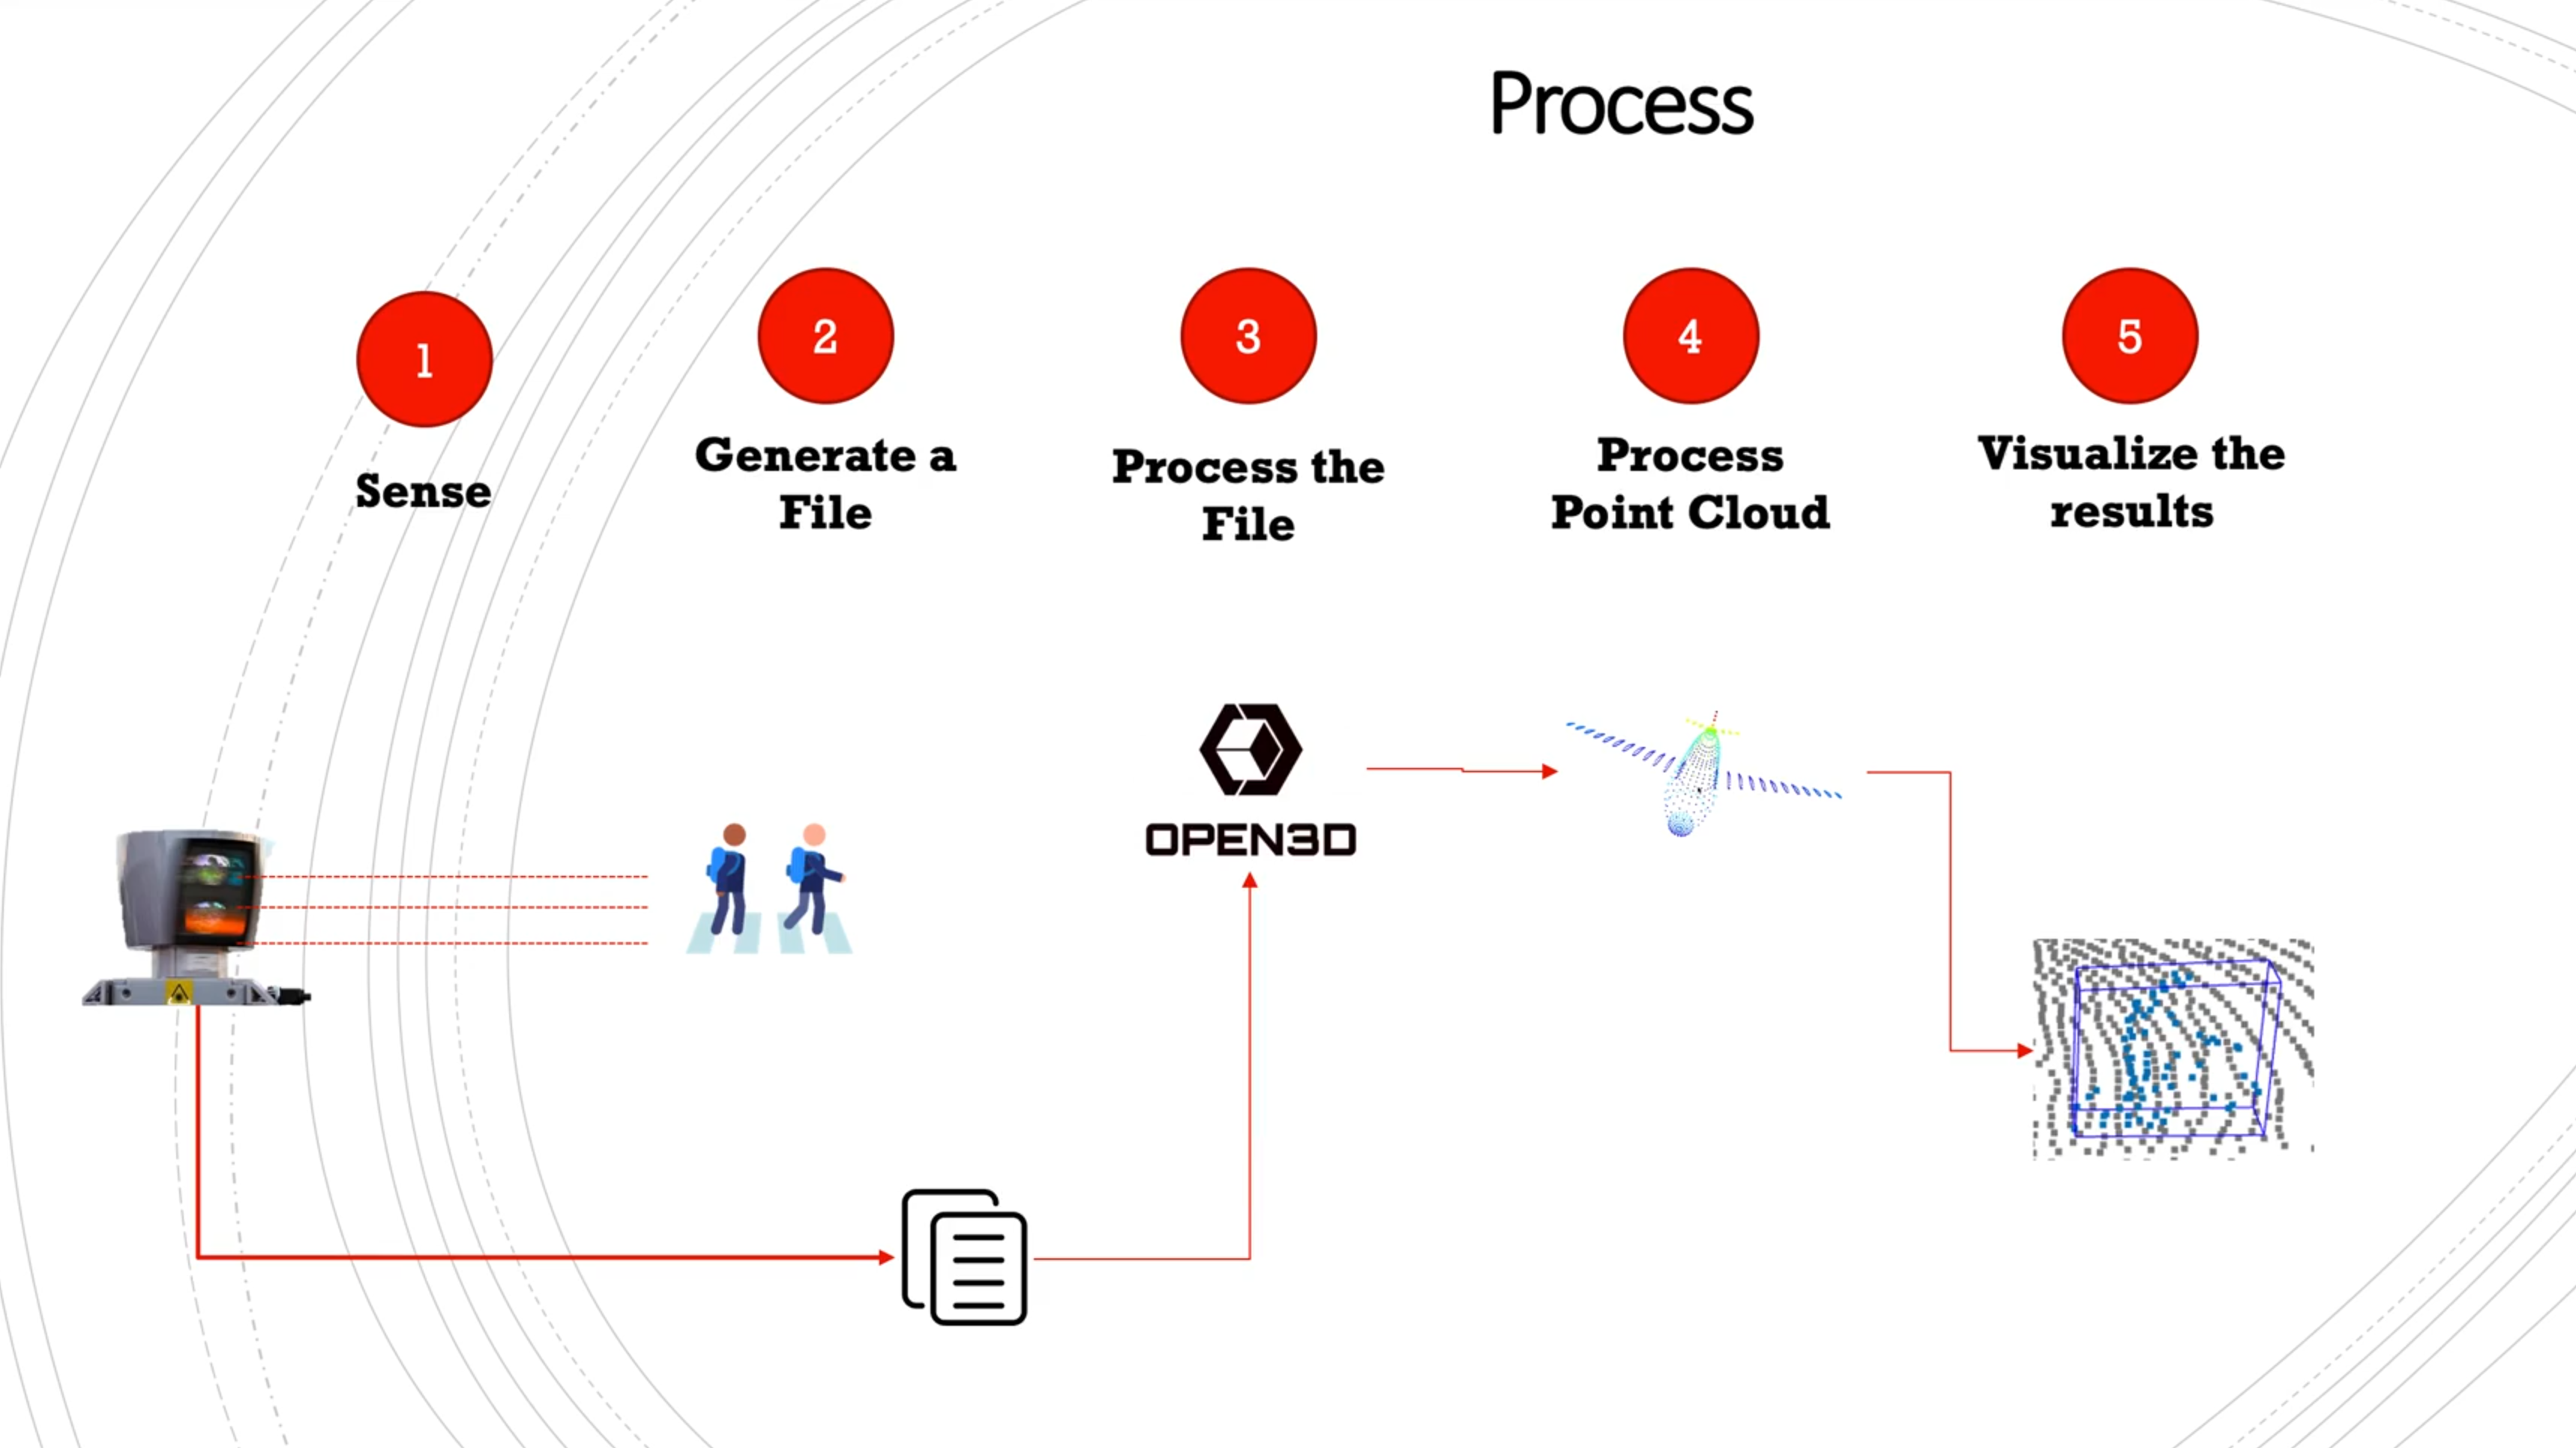 Process
1
Sense
2
Generate a
File
3
Process the
File
4
Process
Point Cloud
5
Visualize the
results
OPEN3D